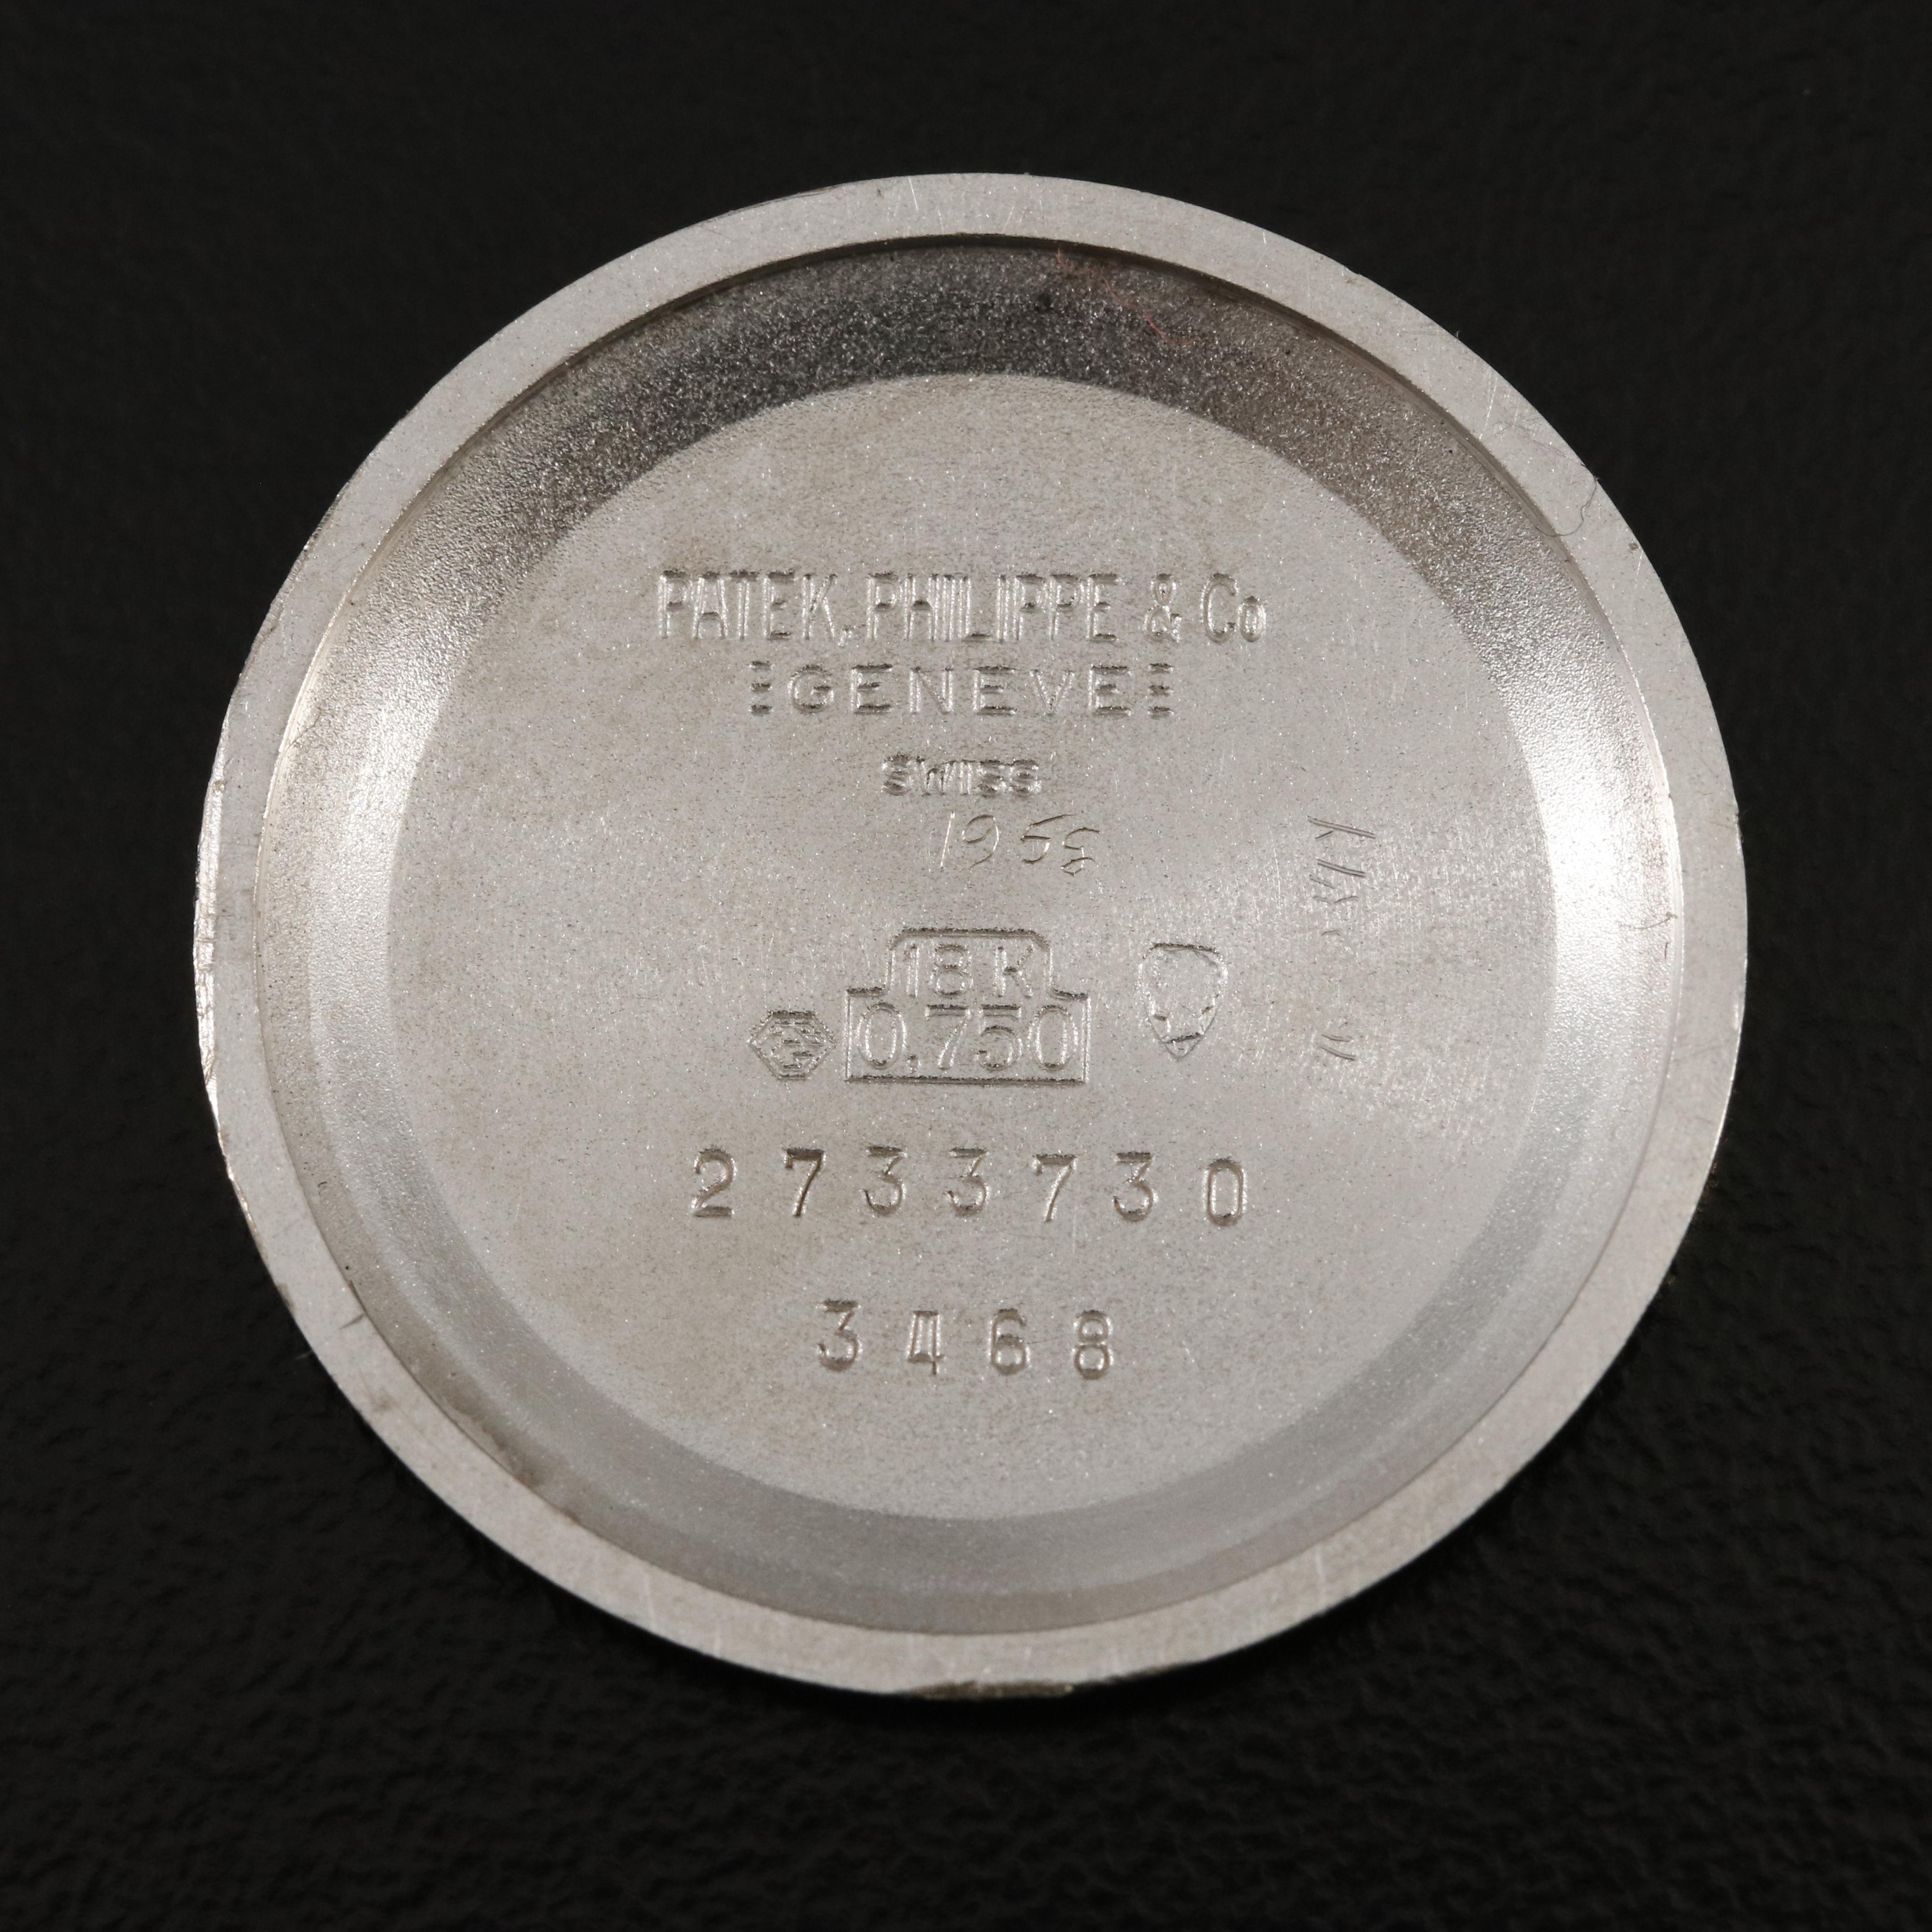 PATEK, PHILIPPE & Co
GENEVE
SWISS
18K
0,750
2733730
3468